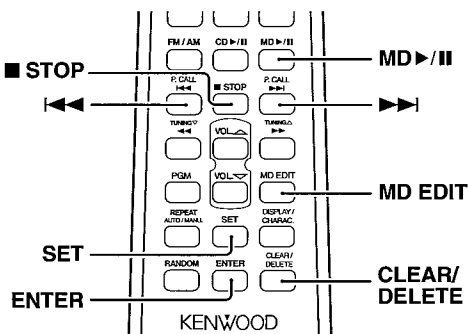 FM / AM CD ►/II MD ►/II
MD ►/II
■ STOP
P. CALL ■ STOP P. CALL
|◄◄ ►►|
|◄◄ ►►|
TUNING ▽ VOL. △ TUNING △
◄◄ ►►
PGM VOL. ▽ MD EDIT
MD EDIT
REPEAT SET DISPLAY /
AUTO / MANU. CHARAC.
SET
RANDOM ENTER CLEAR /
DELETE
CLEAR/
DELETE
ENTER
KENWOOD